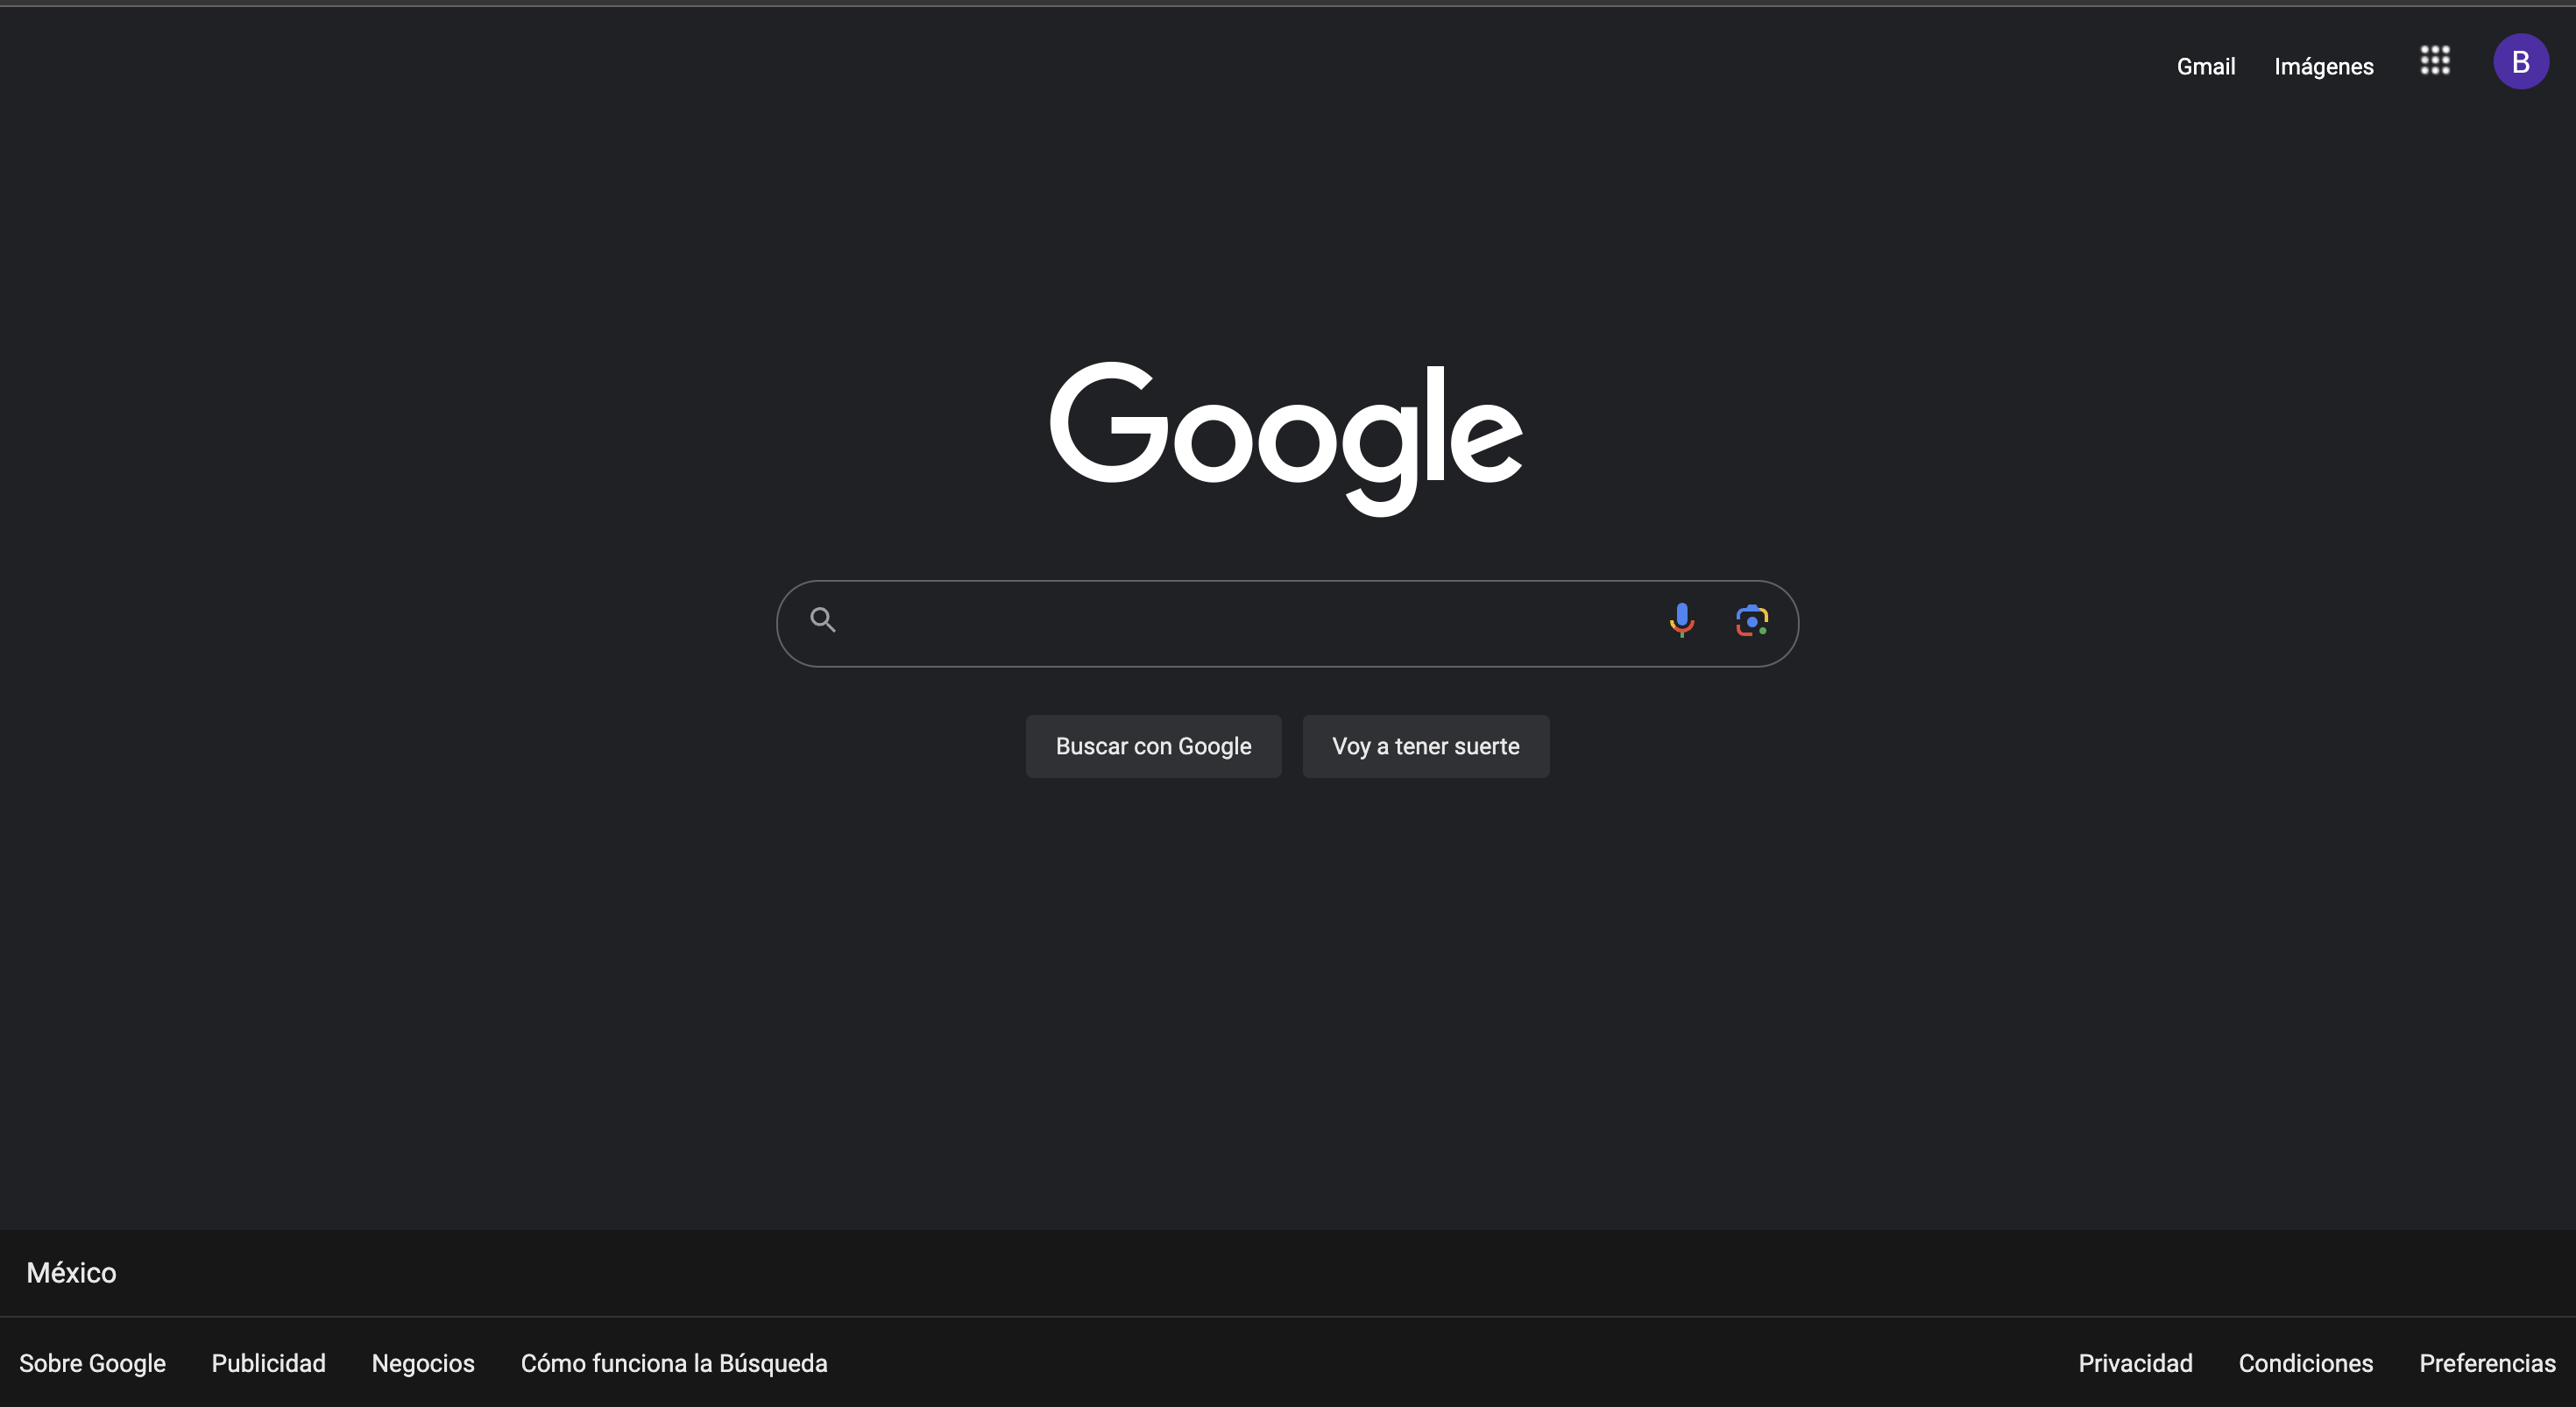 Gmail Imágenes B
Google
Buscar con Google Voy a tener suerte
México
Sobre Google Publicidad Negocios Cómo funciona la Búsqueda Privacidad Condiciones Preferencias